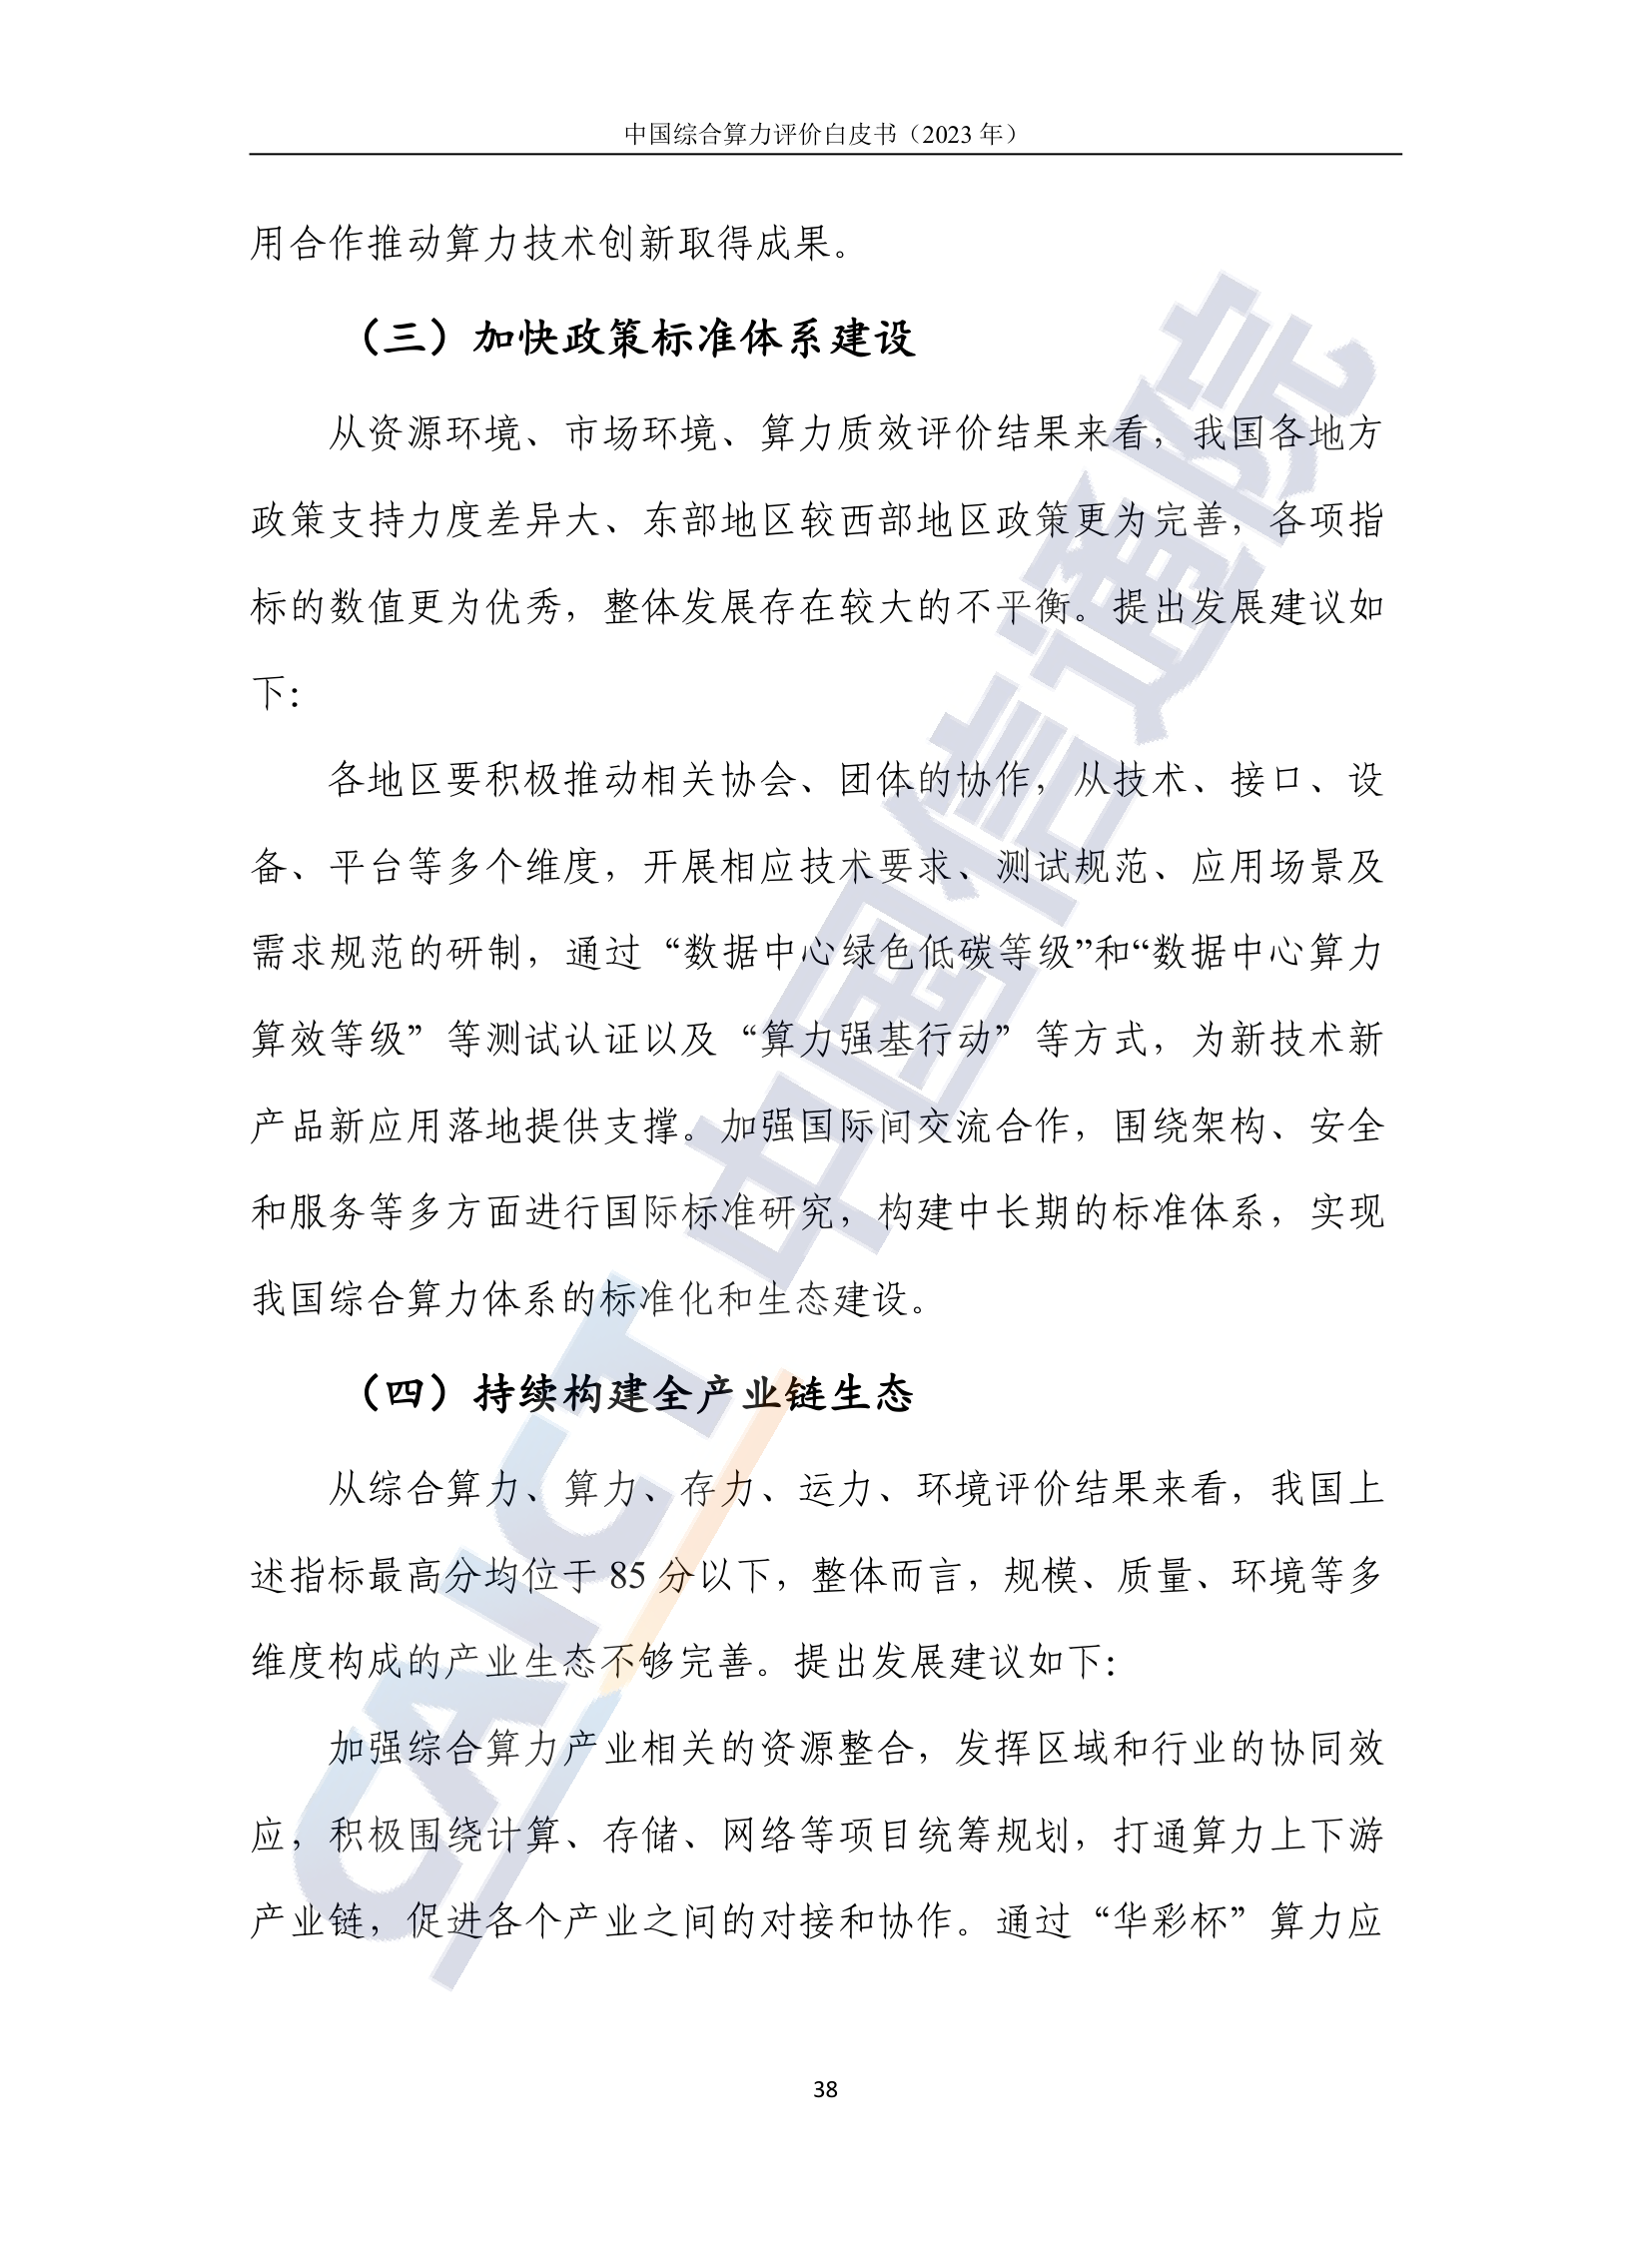 中国综合算力评价白皮书（2023 年）
用合作推动算力技术创新取得成果。
（三）加快政策标准体系建设
从资源环境、市场环境、算力质效评价结果来看，我国各地方
政策支持力度差异大、东部地区较西部地区政策更为完善，各项指
标的数值更为优秀，整体发展存在较大的不平衡。提出发展建议如
下：
各地区要积极推动相关协会、团体的协作，从技术、接口、设
备、平台等多个维度，开展相应技术要求、测试规范、应用场景及
需求规范的研制，通过“数据中心绿色低碳等级”和“数据中心算力
算效等级”等测试认证以及“算力强基行动”等方式，为新技术新
产品新应用落地提供支撑。加强国际间交流合作，围绕架构、安全
和服务等多方面进行国际标准研究，构建中长期的标准体系，实现
我国综合算力体系的标准化和生态建设。
（四）持续构建全产业链生态
从综合算力、算力、存力、运力、环境评价结果来看，我国上
述指标最高分均位于 85 分以下，整体而言，规模、质量、环境等多
维度构成的产业生态不够完善。提出发展建议如下：
加强综合算力产业相关的资源整合，发挥区域和行业的协同效
应，积极围绕计算、存储、网络等项目统筹规划，打通算力上下游
产业链，促进各个产业之间的对接和协作。通过“华彩杯”算力应
38
CAICT 中国信通院